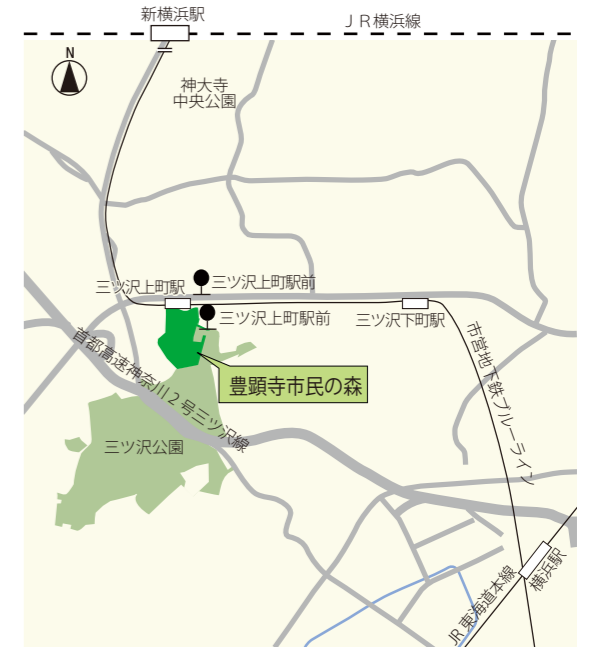 新横浜駅
ＪＲ横浜線
N
神大寺
中央公園
三ツ沢上町駅
三ツ沢上町駅前
三ツ沢上町駅前
三ツ沢下町駅
市営地下鉄ブルーライン
首都高速神奈川２号三ツ沢線
豊顕寺市民の森
三ツ沢公園
横浜駅
JR東海道本線